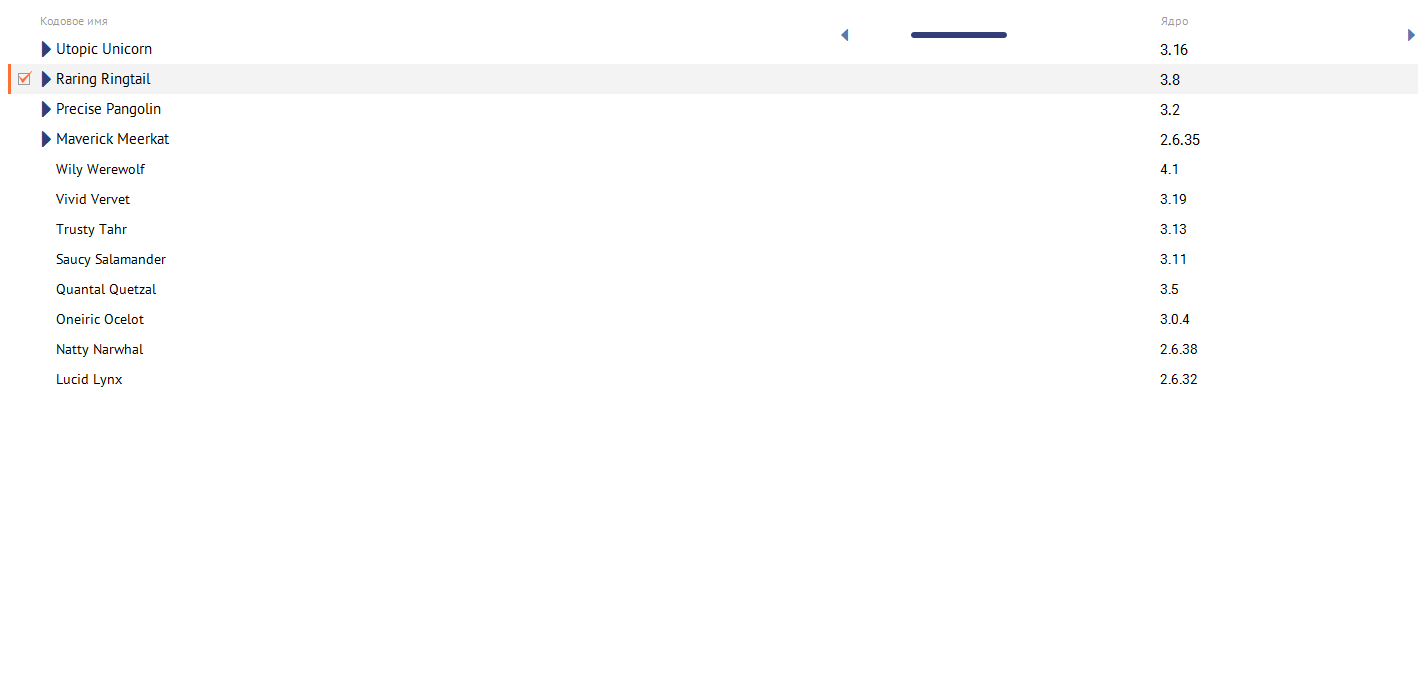 Кодовое имя Ядро
Utopic Unicorn 3.16
Raring Ringtail 3.8
Precise Pangolin 3.2
Maverick Meerkat 2.6.35
Wily Werewolf 4.1
Vivid Vervet 3.19
Trusty Tahr 3.13
Saucy Salamander 3.11
Quantal Quetzal 3.5
Oneiric Ocelot 3.0.4
Natty Narwhal 2.6.38
Lucid Lynx 2.6.32